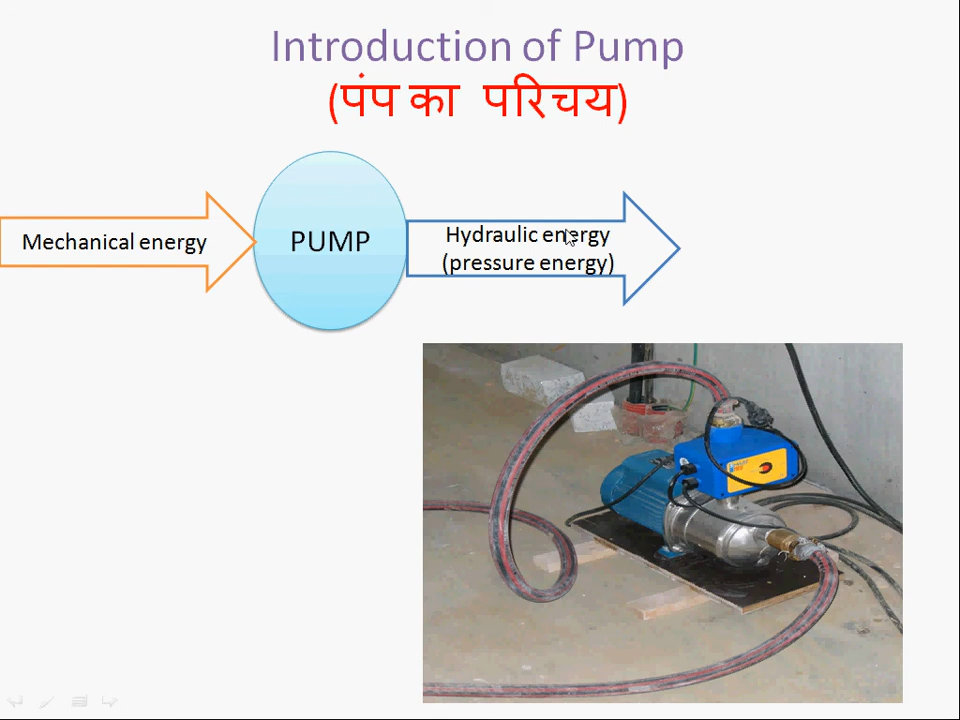 Introduction of Pump
(पंप का परिचय)
Mechanical energy
PUMP
Hydraulic energy
(pressure energy)